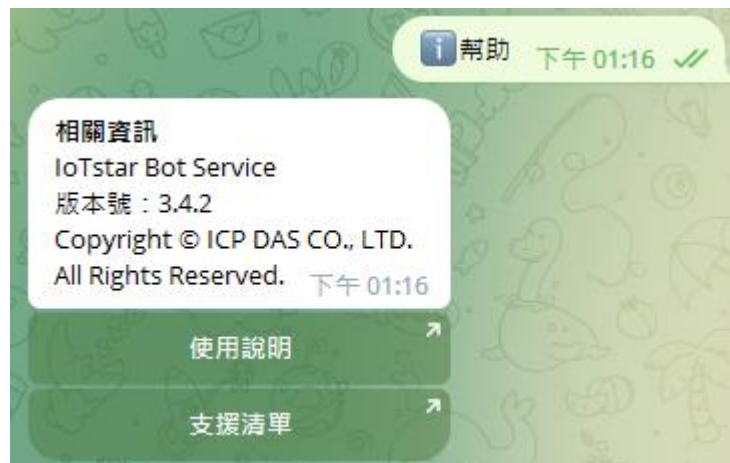 ℹ️幫助 下午 01:16
相關資訊
IoTstar Bot Service
版本號：3.4.2
Copyright © ICP DAS CO., LTD.
All Rights Reserved. 下午 01:16
使用說明
支援清單